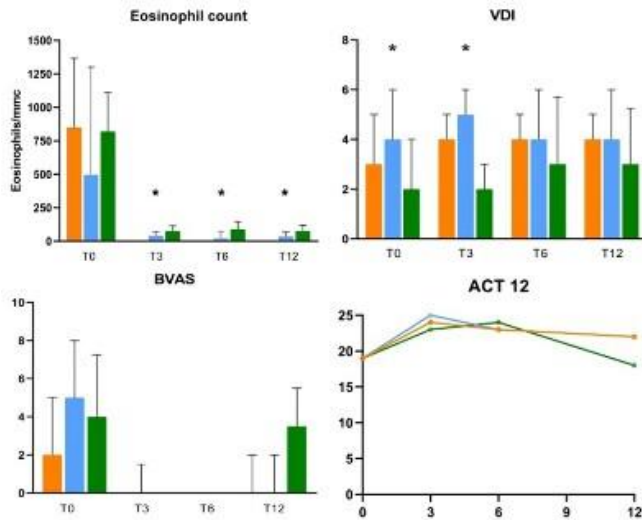 Eosinophil count
Eosinophils/mmc
1500
1250
1000
750
500
250
0
* * *
T0 T3 T6 T12
VDI
8
6
4
2
0
* *
T0 T3 T6 T12
BVAS
10
8
6
4
2
0
T0 T3 T6 T12
ACT 12
25
20
15
10
5
0
0 3 6 9 12